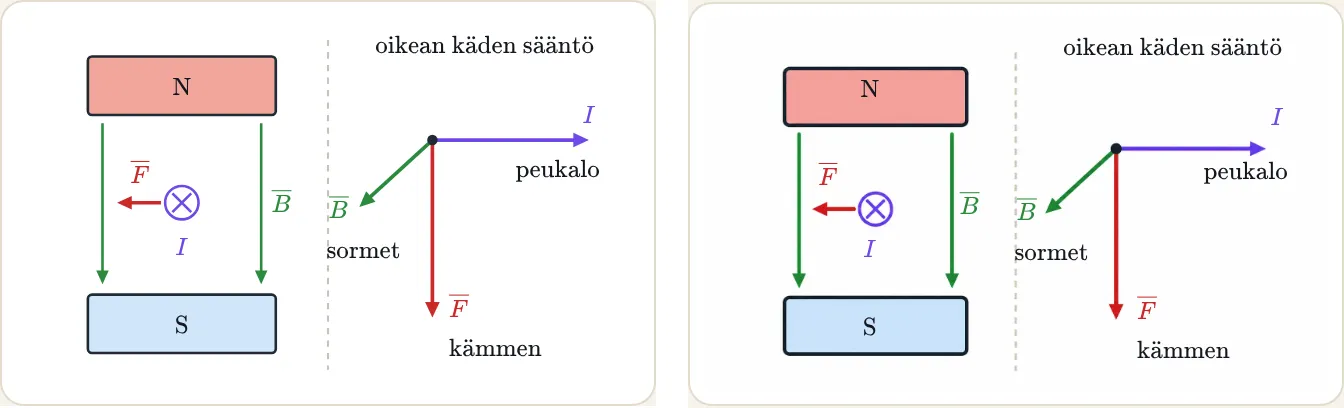 oikean käden sääntö
N
F
B
I
S
I
peukalo
B
sormet
F
kämmen
oikean käden sääntö
N
F
B
I
S
I
peukalo
B
sormet
F
kämmen